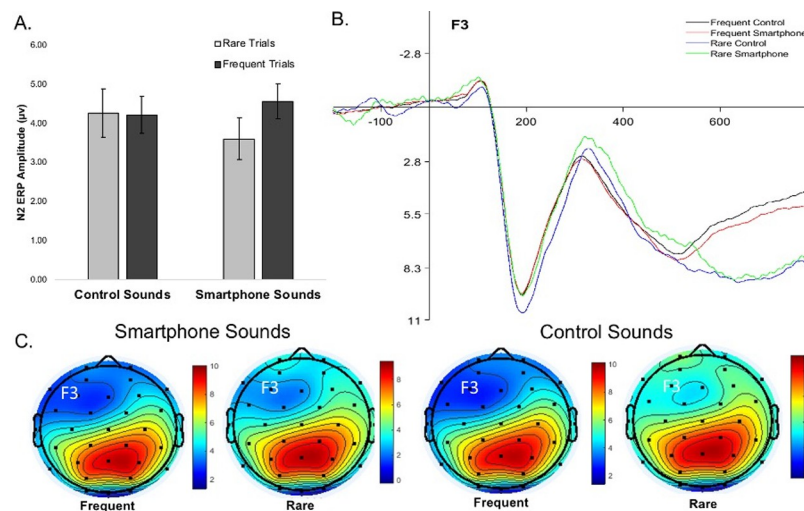 A.
6.00
5.00
4.00
3.00
2.00
1.00
0.00
N2 ERP Amplitude (μv)
Rare Trials
Frequent Trials
Control Sounds
Smartphone Sounds
B.
F3
Frequent Control
Frequent Smartphone
Rare Control
Rare Smartphone
-2.8
-100
200
400
600
2.8
5.5
8.3
11
C.
Smartphone Sounds
Control Sounds
F3
10
8
6
4
2
Frequent
F3
8
6
4
2
0
Rare
F3
10
8
6
4
2
Frequent
F3
Rare